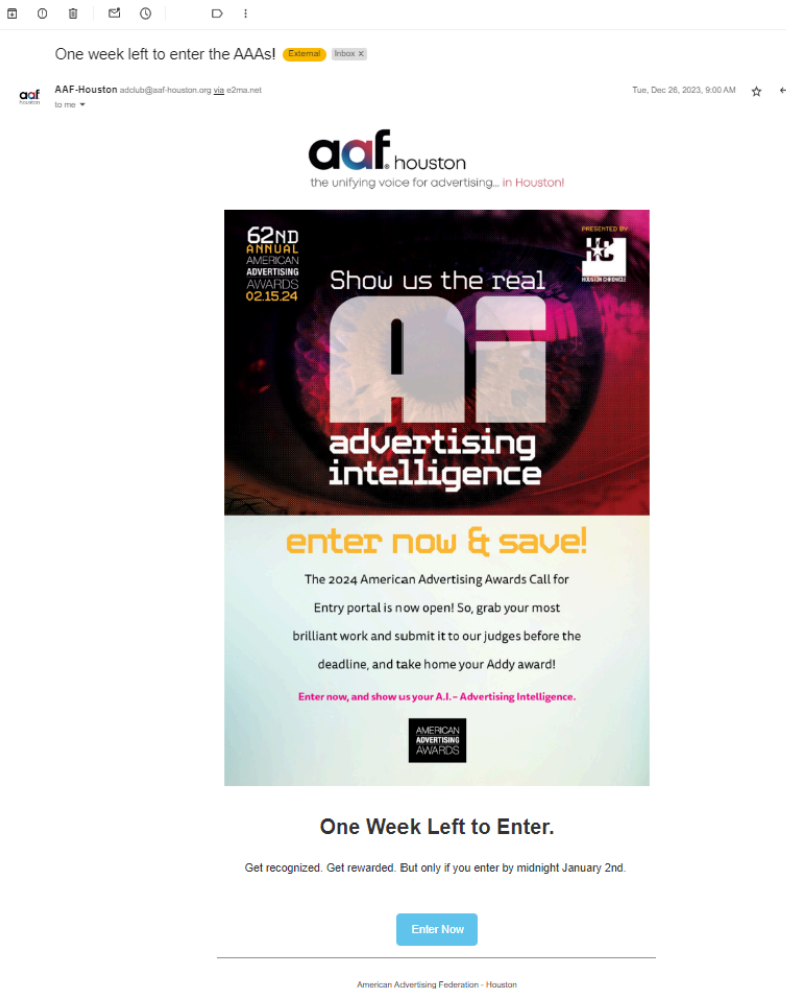 One week left to enter the AAAs! External Inbox X
AAF-Houston adclub@aaf-houston.org via e2ma.net Tue, Dec 26, 2023, 9:00 AM
aaf
houston
to me
aaf. houston
the unifying voice for advertising... in Houston!
62ND
ANNUAL
AMERICAN
ADVERTISING
AWARDS
02.15.24
PRESENTED BY
HOUSTON CHRONICLE
Show us the real
Ai
advertising
intelligence
enter now & save!
The 2024 American Advertising Awards Call for
Entry portal is now open! So, grab your most
brilliant work and submit it to our judges before the
deadline, and take home your Addy award!
Enter now, and show us your A.I. – Advertising Intelligence.
AMERICAN
ADVERTISING
AWARDS
One Week Left to Enter.
Get recognized. Get rewarded. But only if you enter by midnight January 2nd.
Enter Now
American Advertising Federation - Houston